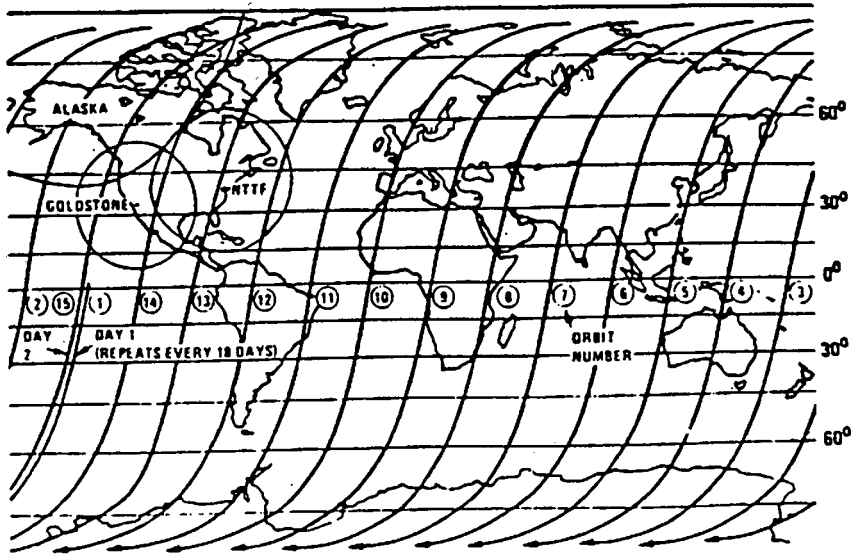 ALASKA
60°
NTTF
GOLDSTONE
30°
0°
(2) (15) (1) (14) (13) (12) (11) (10) (9) (8) (7) (6) (5) (4) (3)
DAY 2
DAY 1
(REPEATS EVERY 18 DAYS)
ORBIT
NUMBER
30°
60°